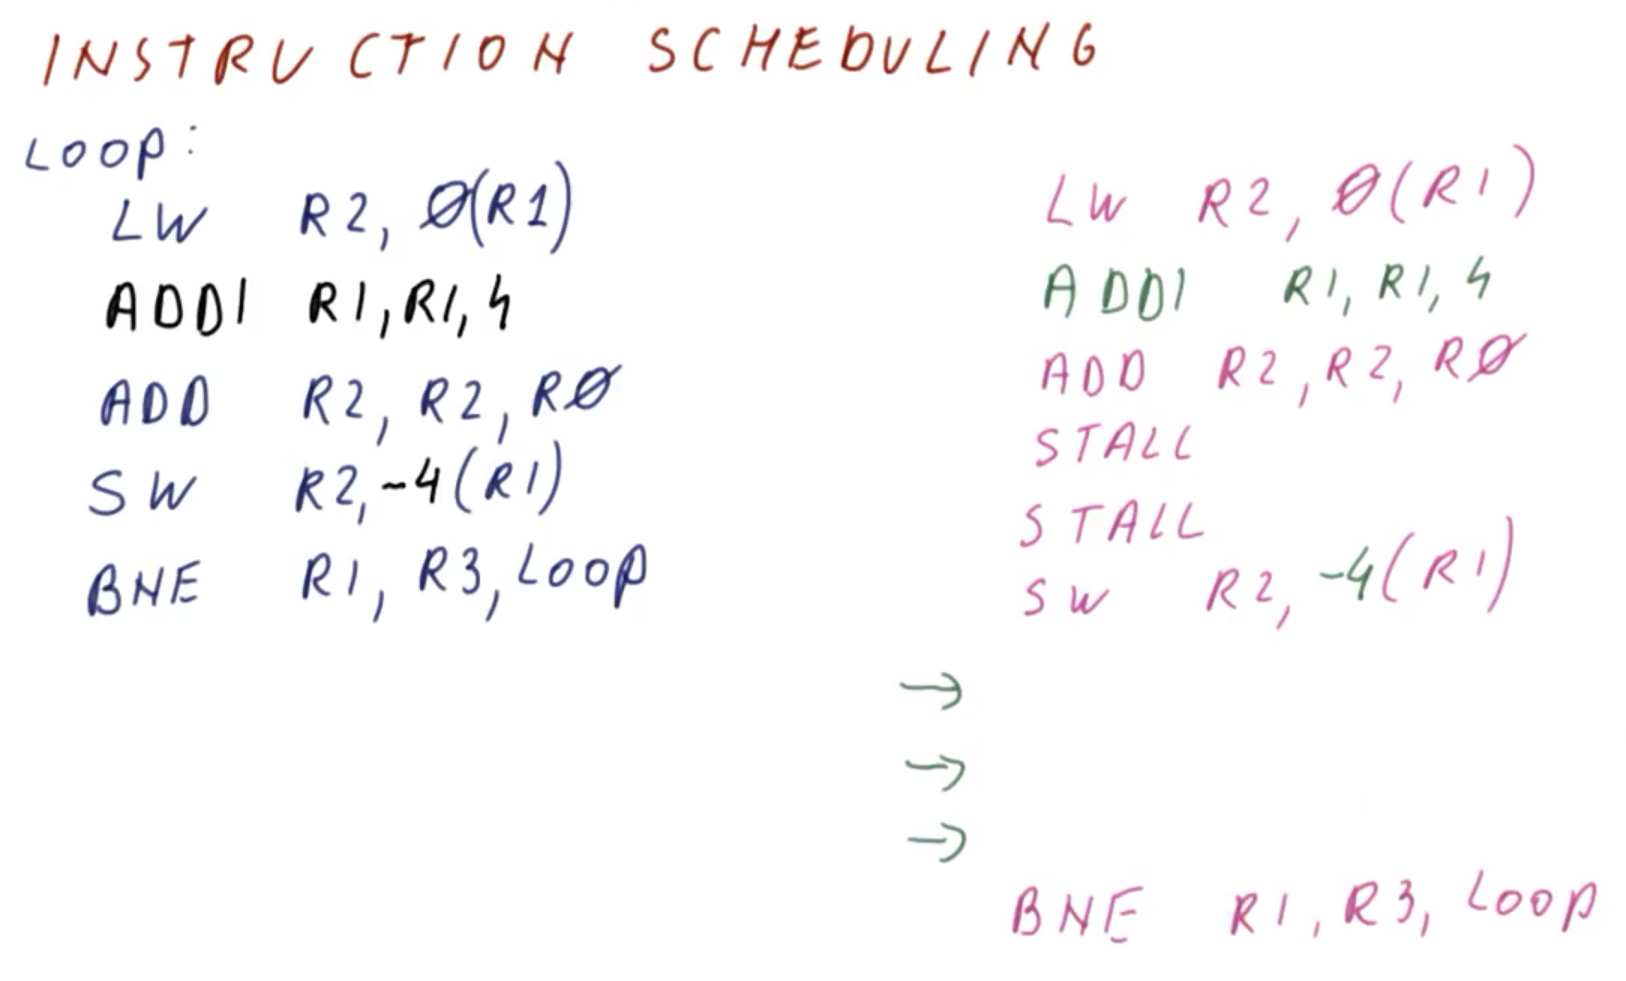 INSTRUCTION SCHEDULING
LOOP:
LW R2, Ø(R1)
ADDI R1, R1, 4
ADD R2, R2, RØ
SW R2, -4(R1)
BNE R1, R3, LOOP
LW R2, Ø(R1)
ADDI R1, R1, 4
ADD R2, R2, RØ
STALL
STALL
SW R2, -4(R1)
→
→
→
BNE R1, R3, LOOP